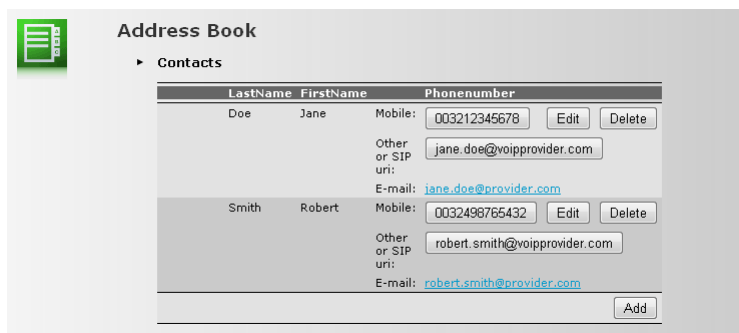 Address Book
Contacts
LastName FirstName Phonenumber
Doe Jane Mobile: 003212345678 Edit Delete
Other or SIP uri: jane.doe@voipprovider.com
E-mail: jane.doe@provider.com
Smith Robert Mobile: 0032498765432 Edit Delete
Other or SIP uri: robert.smith@voipprovider.com
E-mail: robert.smith@provider.com
Add